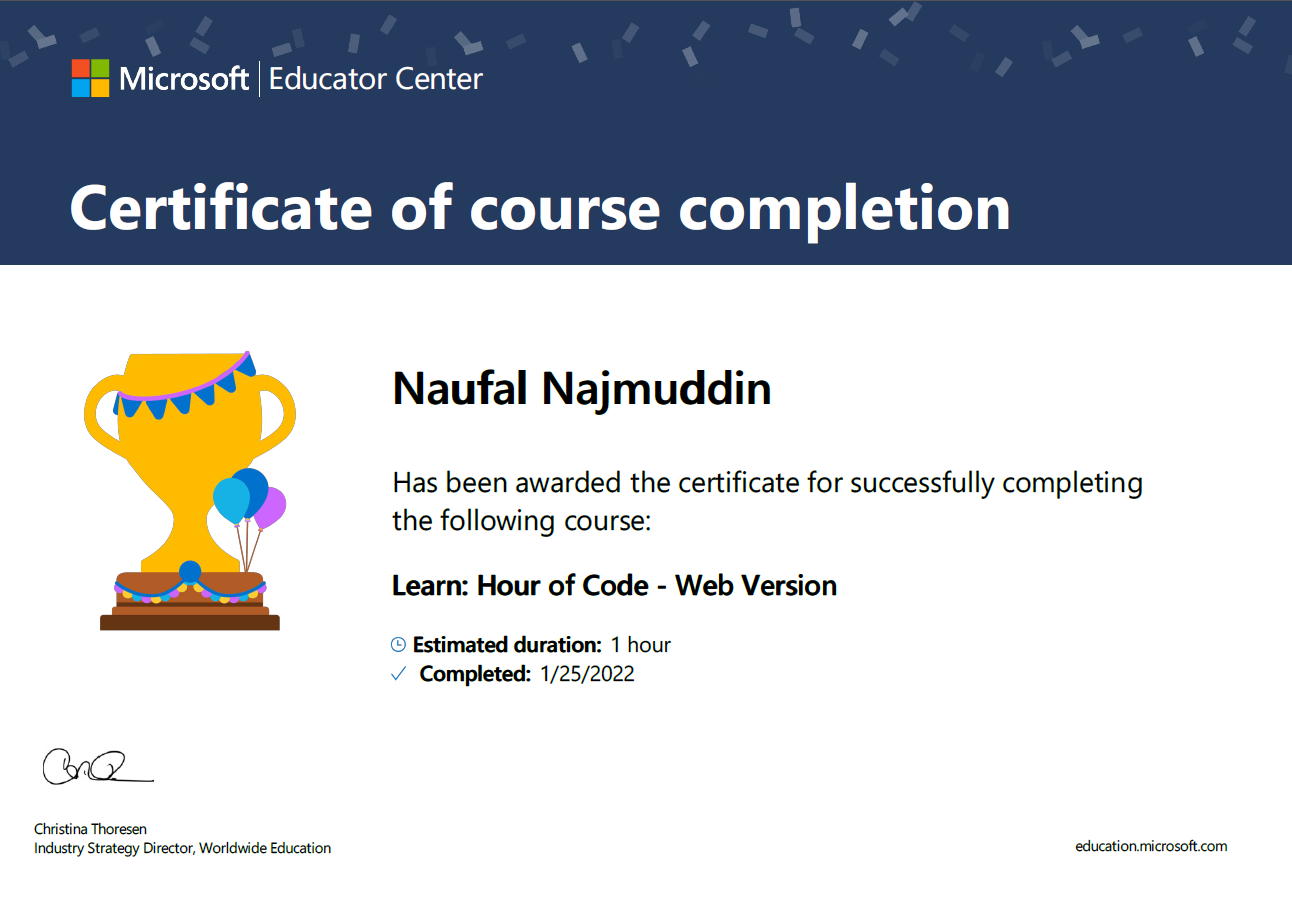 Microsoft | Educator Center
Certificate of course completion
Naufal Najmuddin
Has been awarded the certificate for successfully completing
the following course:
Learn: Hour of Code - Web Version
Estimated duration: 1 hour
Completed: 1/25/2022
Christina Thoresen
Industry Strategy Director, Worldwide Education
education.microsoft.com